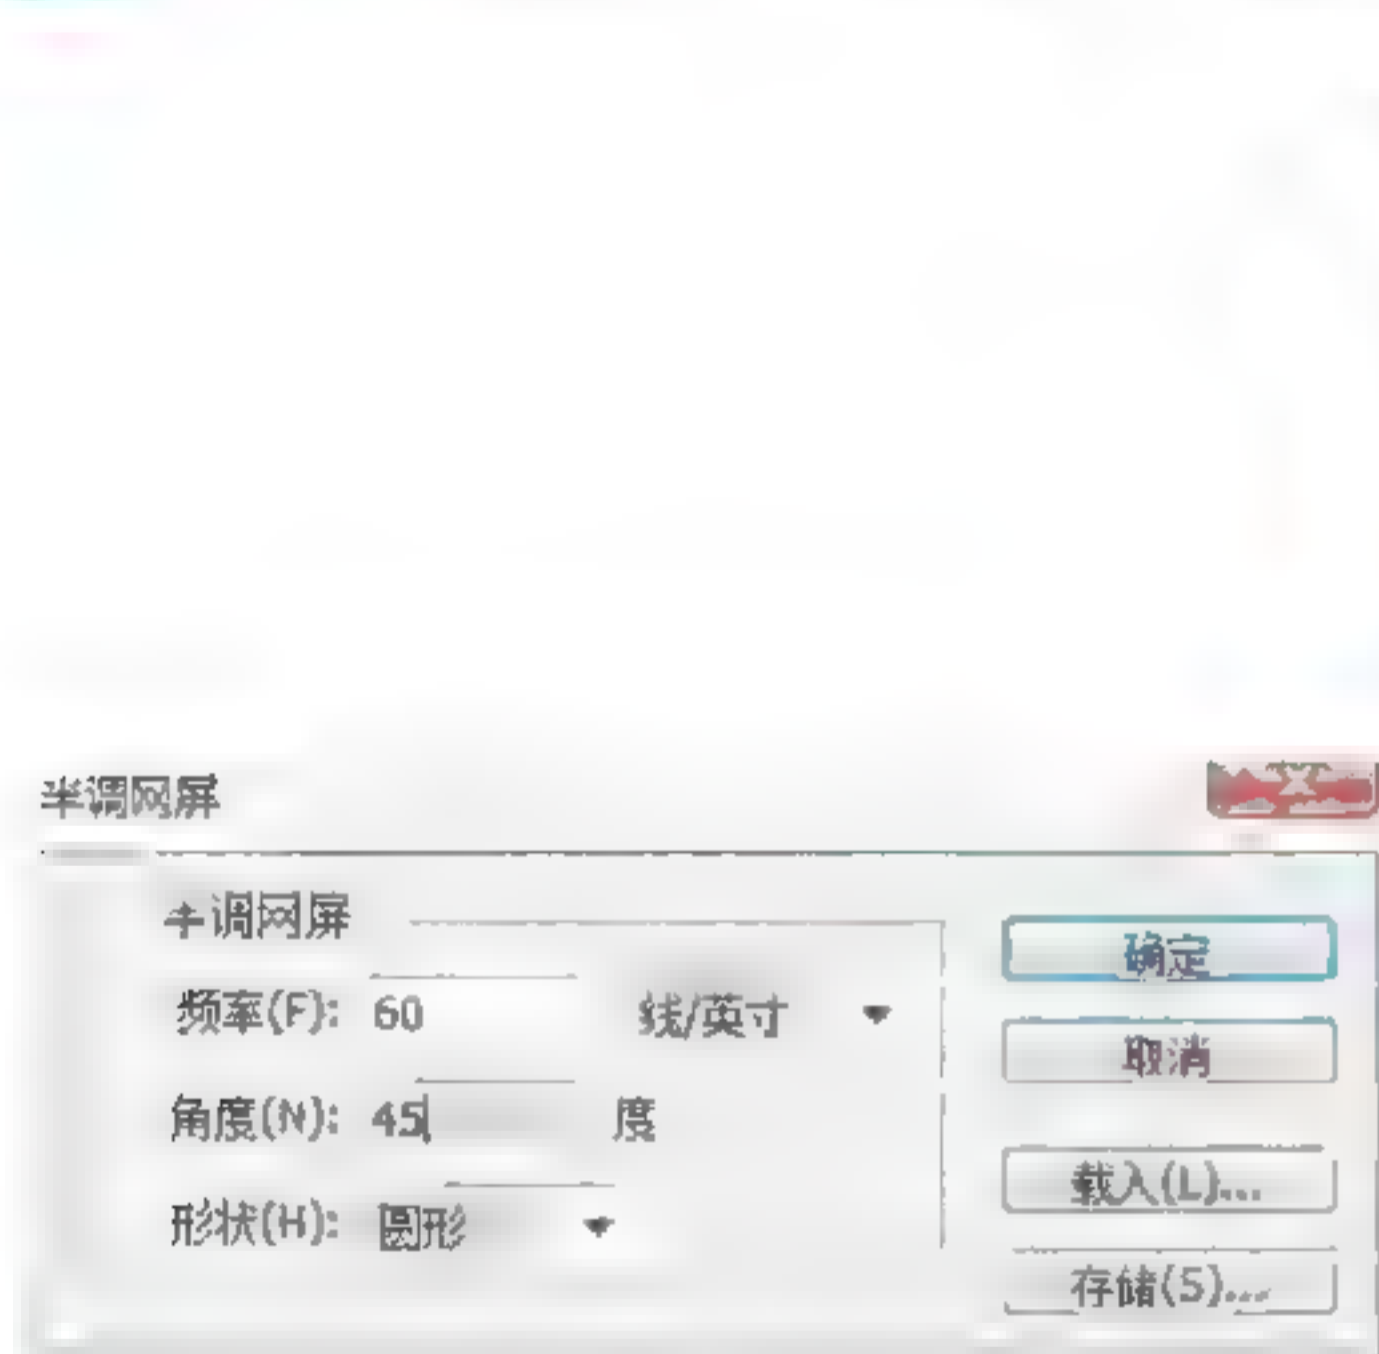 半调网屏
半调网屏
频率(F): 60 线/英寸
角度(N): 45 度
形状(H): 圆形
确定
取消
载入(L)...
存储(S)...